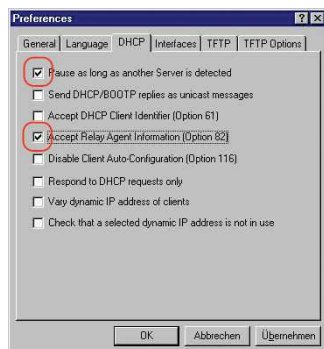 Preferences
General Language DHCP Interfaces TFTP TFTP Options
Pause as long as another Server is detected
Send DHCP/BOOTP replies as unicast messages
Accept DHCP Client Identifier (Option 61)
Accept Relay Agent Information (Option 82)
Disable Client Auto-Configuration (Option 116)
Respond to DHCP requests only
Vary dynamic IP address of clients
Check that a selected dynamic IP address is not in use
OK Abbrechen Übernehmen